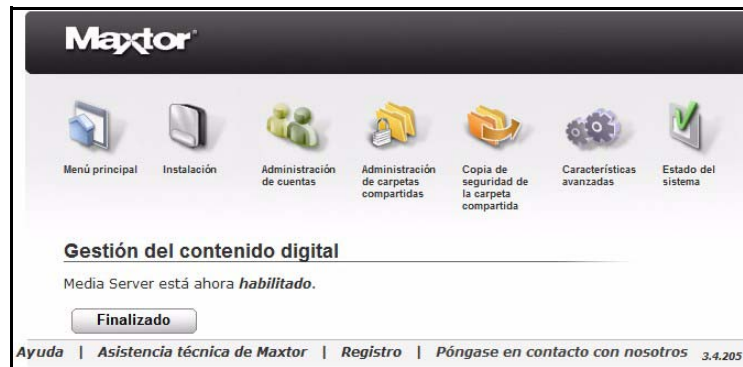 Maxtor
Menú principal
Instalación
Administración
de cuentas
Administración
de carpetas
compartidas
Copia de
seguridad de
la carpeta
compartida
Características
avanzadas
Estado del
sistema
Gestión del contenido digital
Media Server está ahora habilitado.
Finalizado
Ayuda | Asistencia técnica de Maxtor | Registro | Póngase en contacto con nosotros 3.4.205